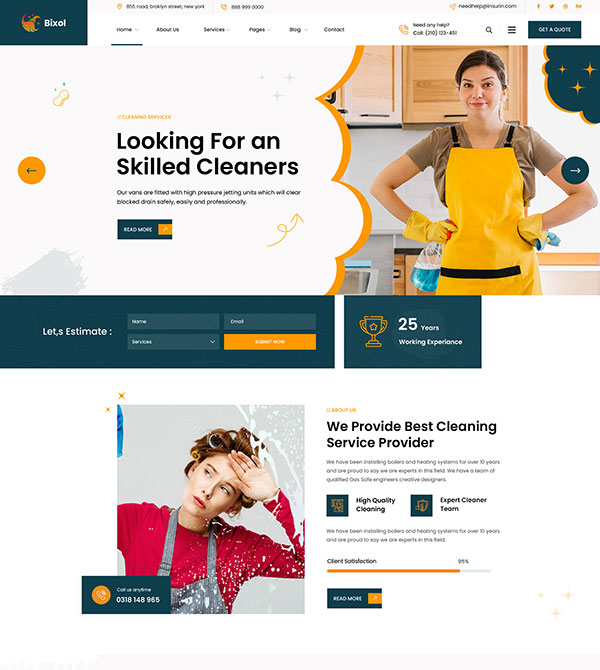 Bixol
855 road, broklyn street, new york
888 999 0000
needhelp@insurin.com
Home
About Us
Services
Pages
Blog
Contact
Need any help?
Call: (210) 123-451
GET A QUOTE
// CLEANING SERVICES
Looking For an
Skilled Cleaners
Our vans are fitted with high pressure jetting units which will clear
blocked drain safely, easily and professionally.
READ MORE
Let,s Estimate :
Name
Email
Services
SUBMIT NOW
25 Years
Working Experiance
// ABOUT US
We Provide Best Cleaning
Service Provider
We have been installing boilers and heating systems for over 10 years
and are proud to say we are experts in this field. We have a team of
qualified Gas Safe engineers creative designers.
High Quality
Cleaning
Expert Cleaner
Team
We have been installing boilers and heating systems for over 10 years
and are proud to say we are experts in this field.
Client Satisfection
95%
READ MORE
Call us anytime
0318 148 965